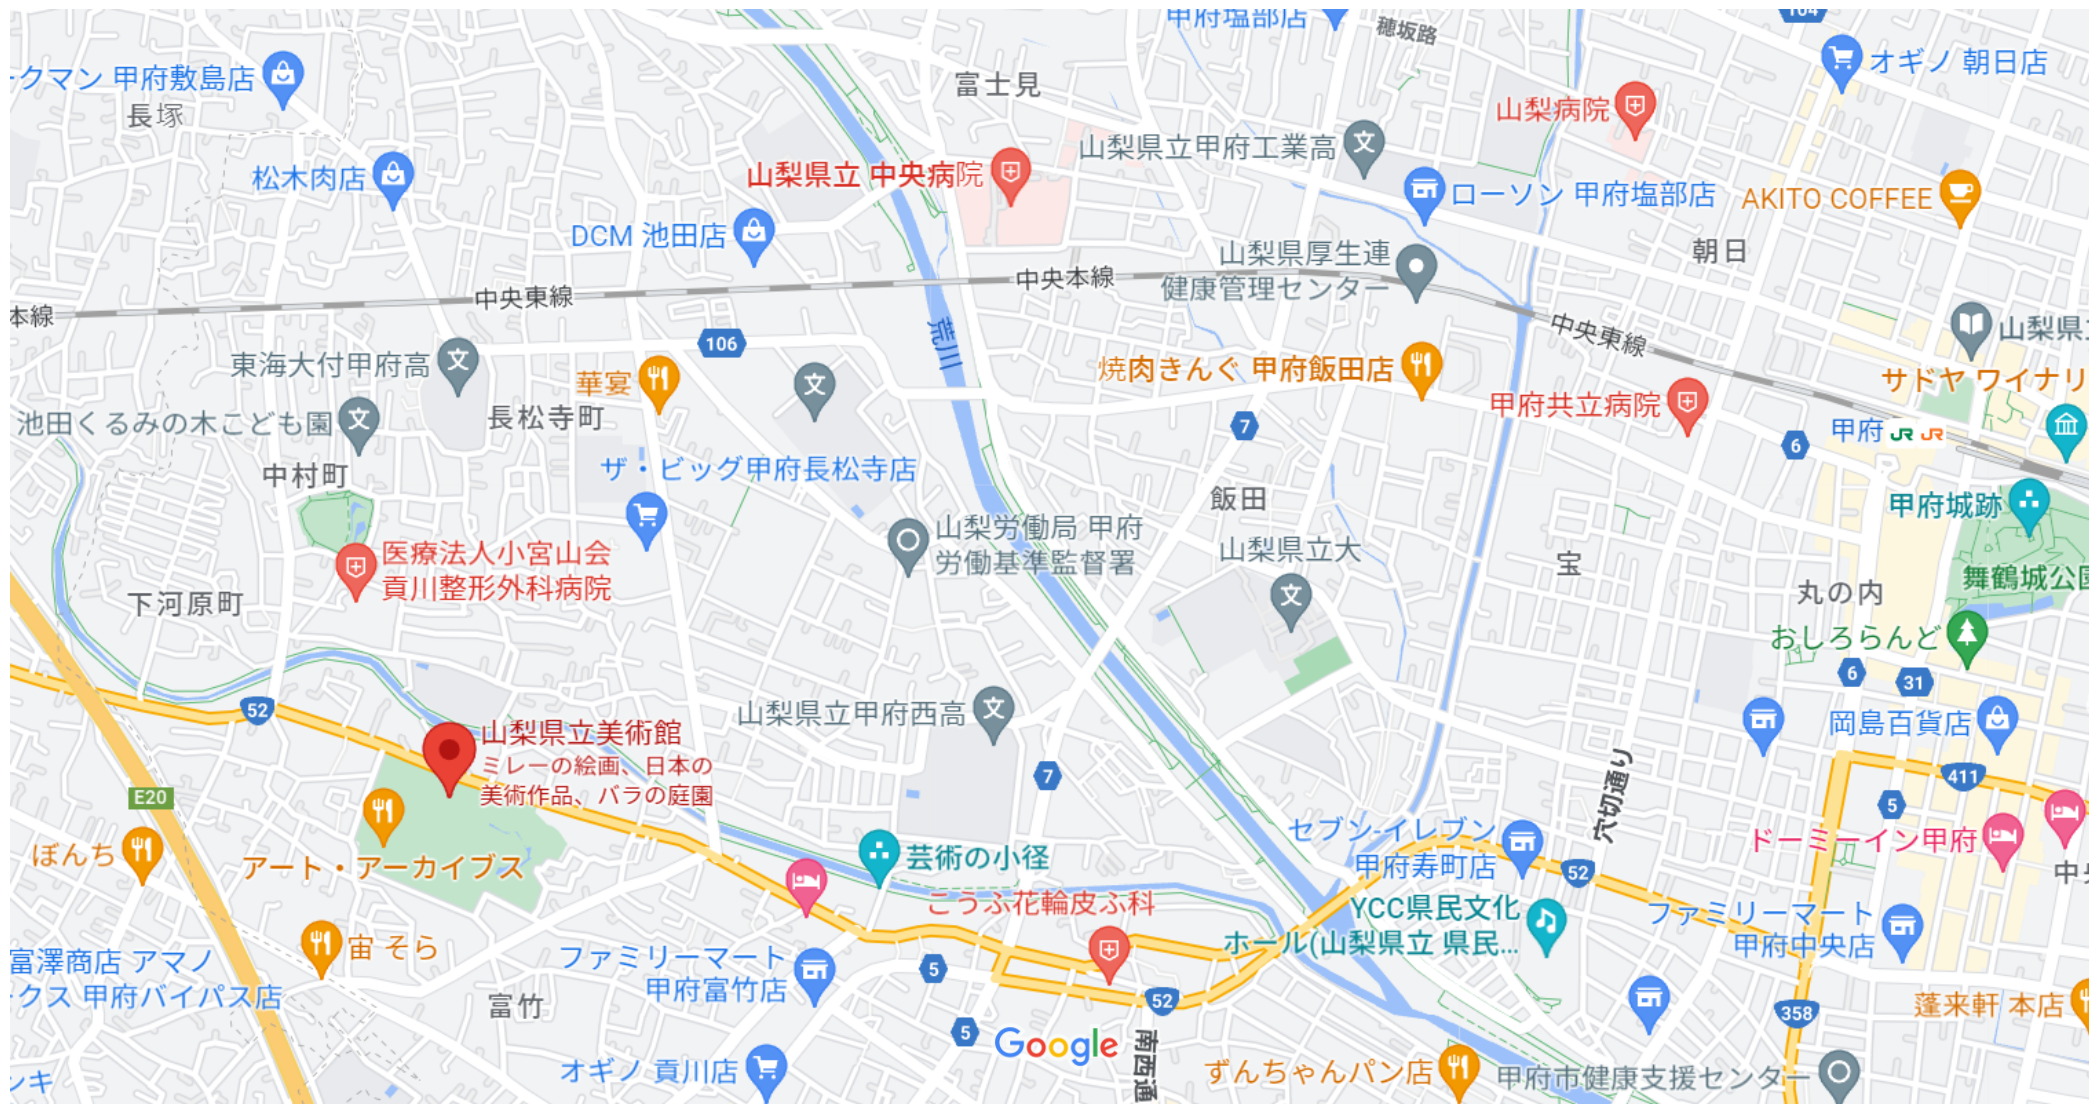 甲府塩部店
穂坂路
104
オギノ 朝日店
クマン 甲府敷島店
長塚
富士見
山梨病院
山梨県立甲府工業高
松木肉店
山梨県立 中央病院
ローソン 甲府塩部店
AKITO COFFEE
DCM 池田店
朝日
山梨県厚生連
健康管理センター
中央本線
中央東線
本線
中央東線
山梨県
荒川
106
東海大付甲府高
華宴
焼肉きんぐ 甲府飯田店
サドヤ ワイナリ
甲府共立病院
長松寺町
池田くるみの木こども園
7
甲府 JR JR
6
中村町
ザ・ビッグ甲府長松寺店
飯田
甲府城跡
山梨労働局 甲府
労働基準監督署
山梨県立大
医療法人小宮山会
貢川整形外科病院
宝
舞鶴城公園
丸の内
下河原町
おしろらんど
6
31
52
山梨県立甲府西高
岡島百貨店
山梨県立美術館
ミレーの絵画、日本の
美術作品、バラの庭園
7
411
E20
穴切通り
5
ドーミーイン甲府
セブン-イレブン
甲府寿町店
ぼんち
アート・アーカイブス
芸術の小径
52
中央
こうふ花輪皮ふ科
YCC県民文化
ホール(山梨県立 県民...
ファミリーマート
甲府中央店
宙 そら
富澤商店 アマノ
クス 甲府バイパス店
ファミリーマート
甲府富竹店
5
富竹
52
358
蓬来軒 本店
5
Google
南西通
オギノ 貢川店
ずんちゃんパン店
甲府市健康支援センター
ンキ